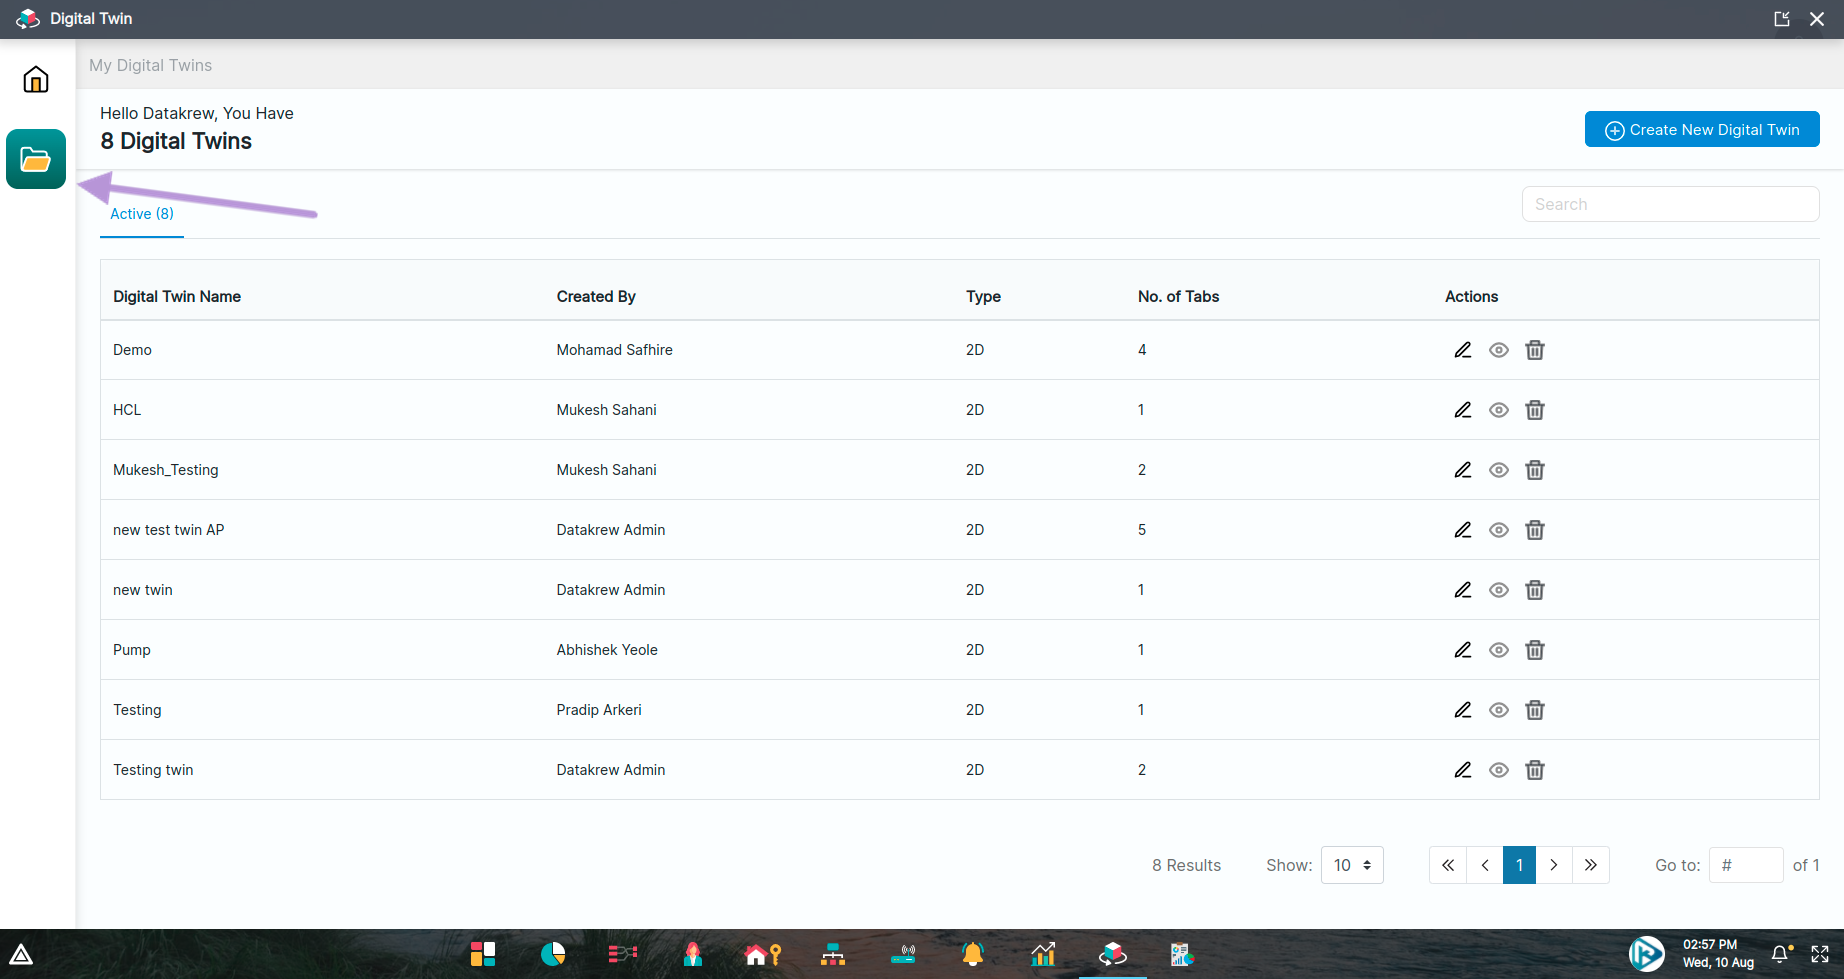 Digital Twin
My Digital Twins
Hello Datakrew, You Have
8 Digital Twins
Create New Digital Twin
Active (8)
Search
Digital Twin Name Created By Type No. of Tabs Actions
Demo Mohamad Safhire 2D 4
HCL Mukesh Sahani 2D 1
Mukesh_Testing Mukesh Sahani 2D 2
new test twin AP Datakrew Admin 2D 5
new twin Datakrew Admin 2D 1
Pump Abhishek Yeole 2D 1
Testing Pradip Arkeri 2D 1
Testing twin Datakrew Admin 2D 2
8 Results Show: 10 « ‹ 1 › » Go to: # of 1
02:57 PM
Wed, 10 Aug